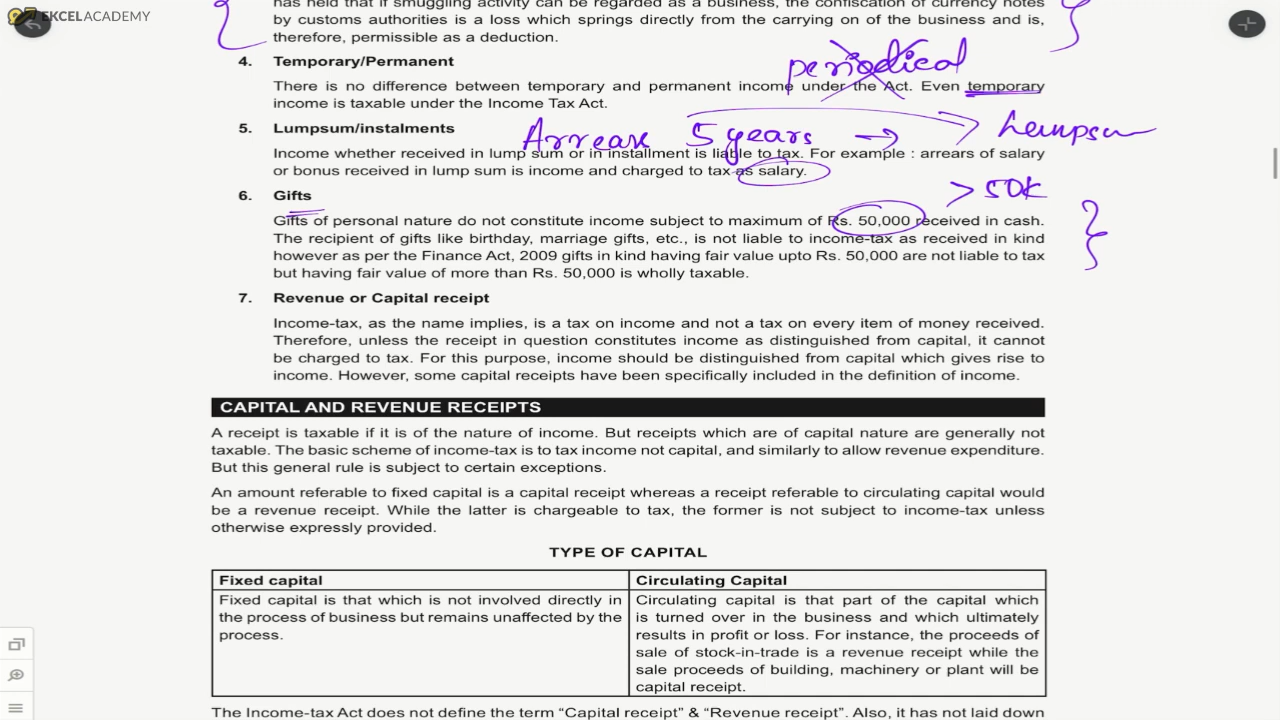 EKCEL ACADEMY
has held that if smuggling activity can be regarded as a business, the confiscation of currency notes
by customs authorities is a loss which springs directly from the carrying on of the business and is,
therefore, permissible as a deduction.
4. Temporary/Permanent
periodical
There is no difference between temporary and permanent income under the Act. Even temporary
income is taxable under the Income Tax Act.
5. Lumpsum/instalments
Arrears 5 years → Lumpsum
Income whether received in lump sum or in installment is liable to tax. For example : arrears of salary
or bonus received in lump sum is income and charged to tax as salary.
6. Gifts
> 50K
Gifts of personal nature do not constitute income subject to maximum of Rs. 50,000 received in cash.
The recipient of gifts like birthday, marriage gifts, etc., is not liable to income-tax as received in kind
however as per the Finance Act, 2009 gifts in kind having fair value upto Rs. 50,000 are not liable to tax
but having fair value of more than Rs. 50,000 is wholly taxable.
7. Revenue or Capital receipt
Income-tax, as the name implies, is a tax on income and not a tax on every item of money received.
Therefore, unless the receipt in question constitutes income as distinguished from capital, it cannot
be charged to tax. For this purpose, income should be distinguished from capital which gives rise to
income. However, some capital receipts have been specifically included in the definition of income.
CAPITAL AND REVENUE RECEIPTS
A receipt is taxable if it is of the nature of income. But receipts which are of capital nature are generally not
taxable. The basic scheme of income-tax is to tax income not capital, and similarly to allow revenue expenditure.
But this general rule is subject to certain exceptions.
An amount referable to fixed capital is a capital receipt whereas a receipt referable to circulating capital would
be a revenue receipt. While the latter is chargeable to tax, the former is not subject to income-tax unless
otherwise expressly provided.
TYPE OF CAPITAL
Fixed capital
Fixed capital is that which is not involved directly in
the process of business but remains unaffected by the
process.
Circulating Capital
Circulating capital is that part of the capital which
is turned over in the business and which ultimately
results in profit or loss. For instance, the proceeds of
sale of stock-in-trade is a revenue receipt while the
sale proceeds of building, machinery or plant will be
capital receipt.
The Income-tax Act does not define the term “Capital receipt” & “Revenue receipt”. Also, it has not laid down